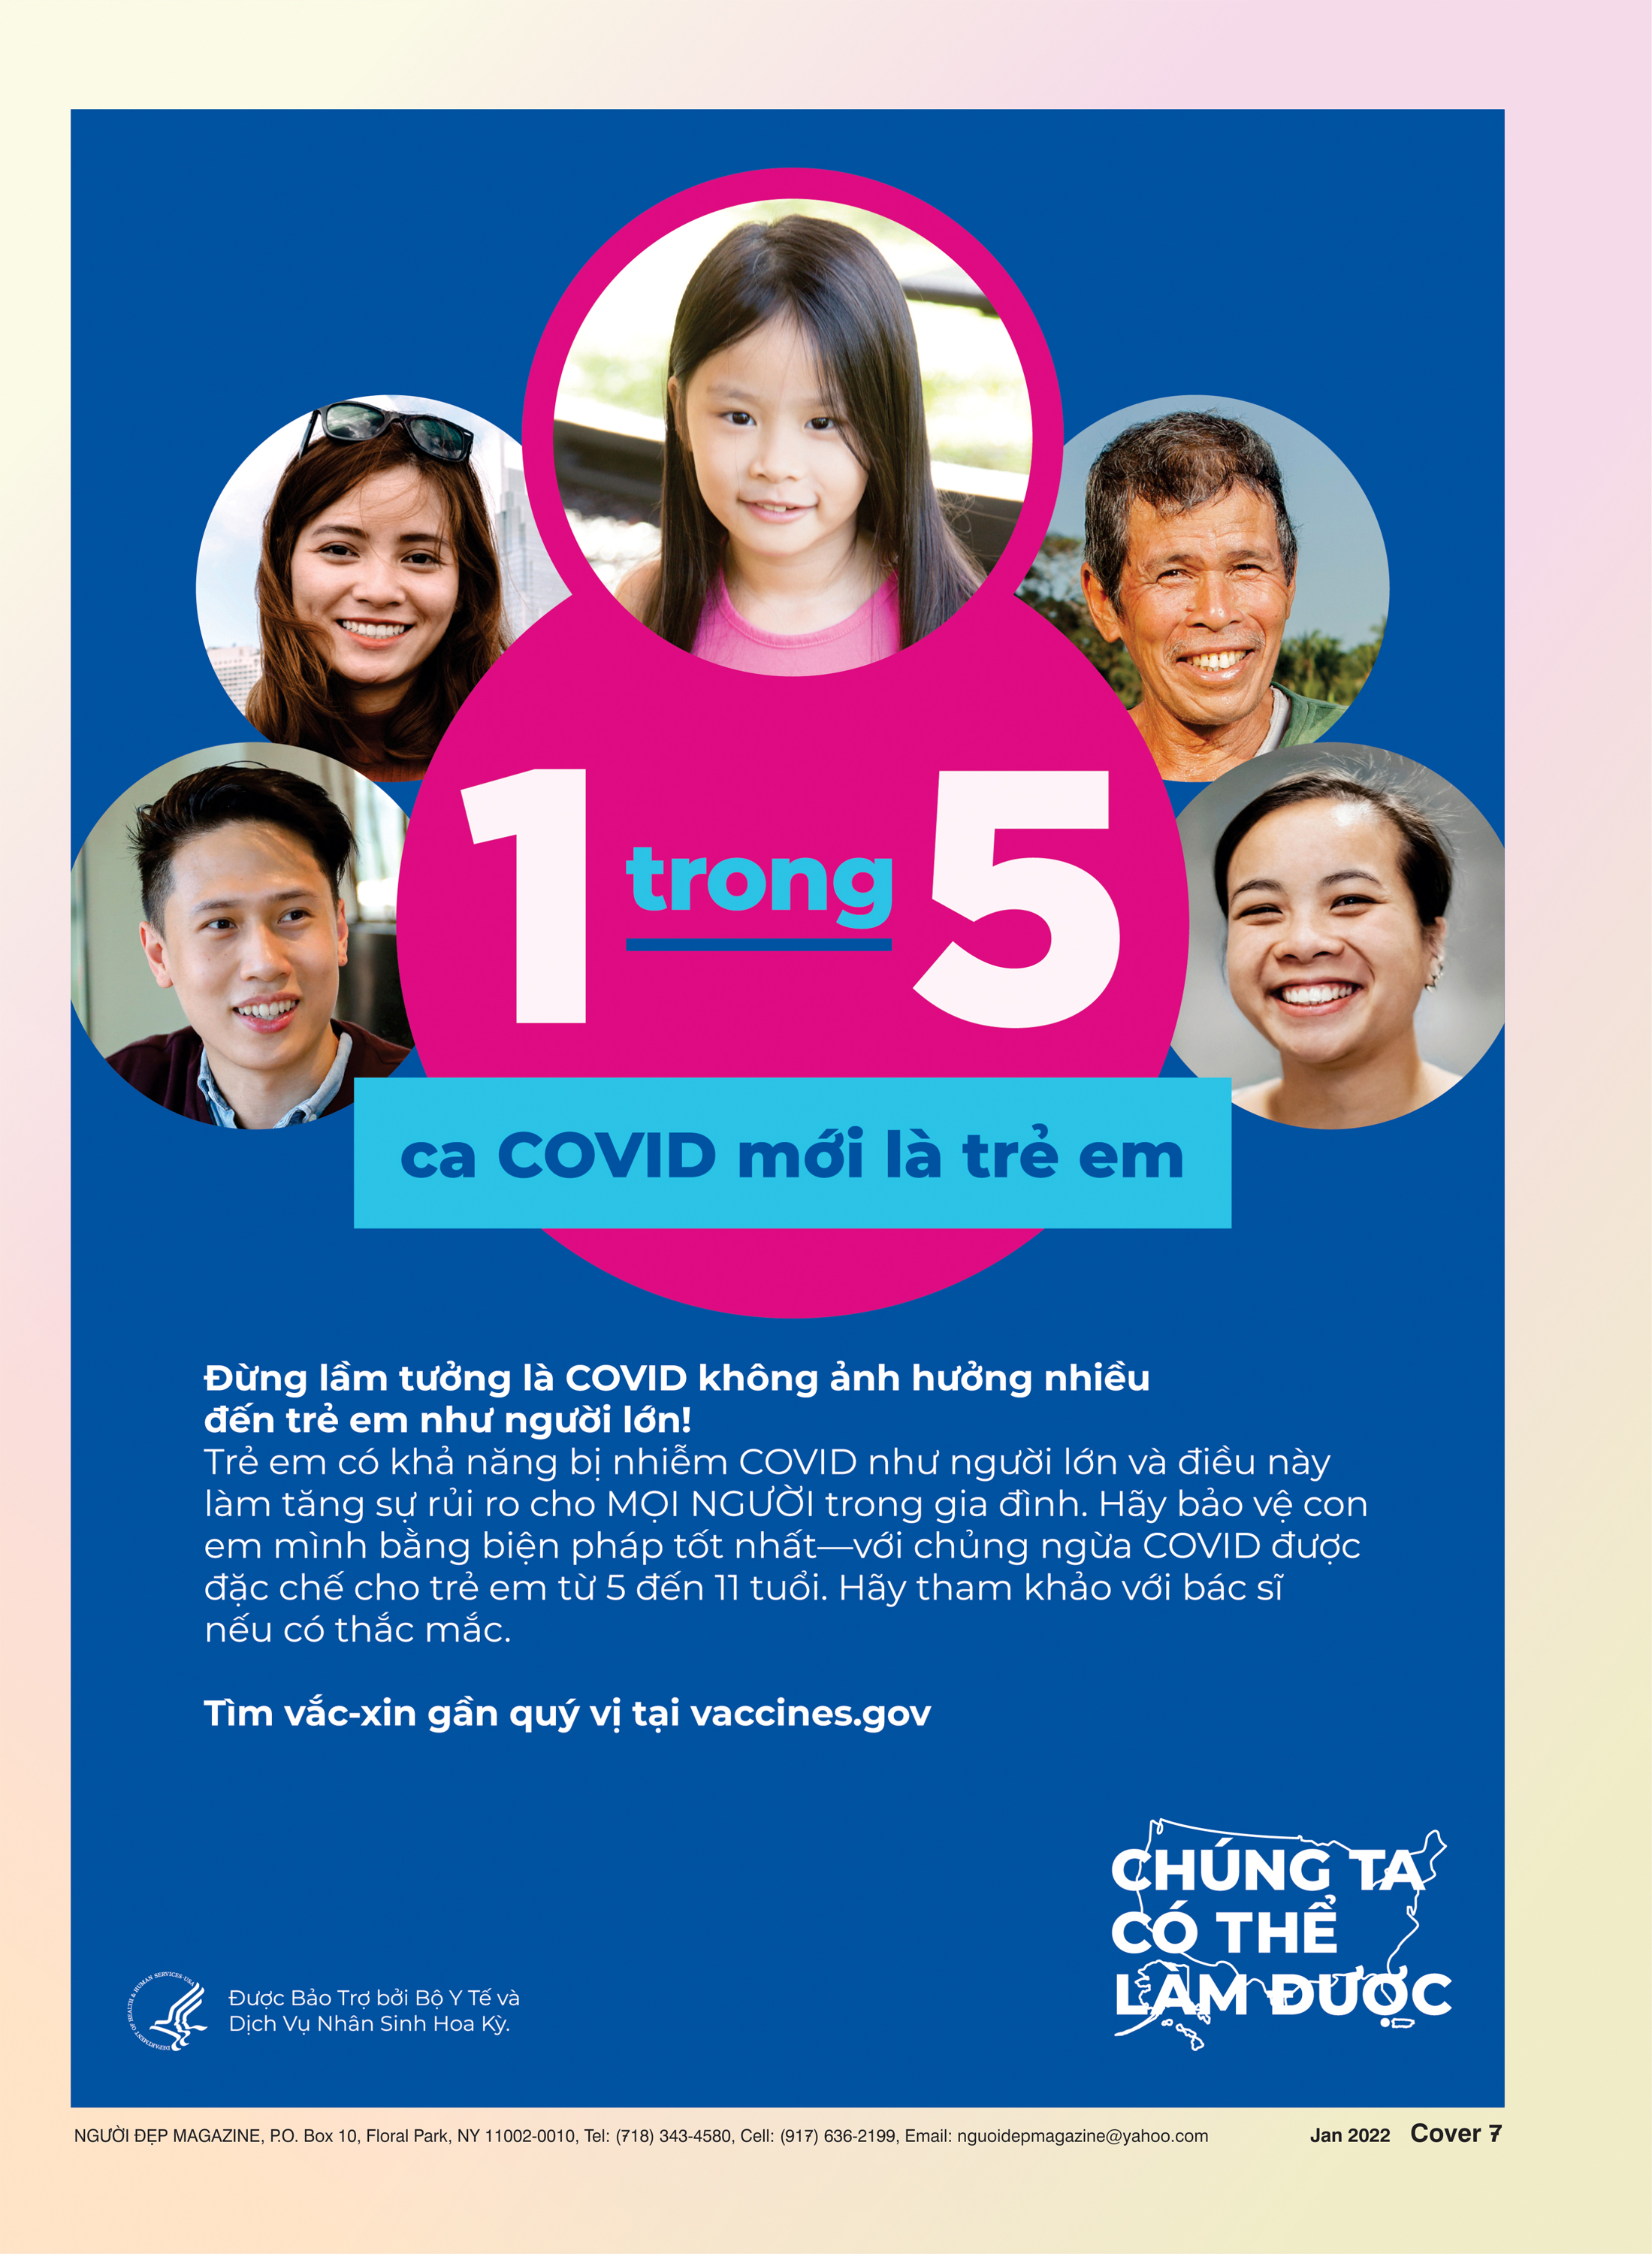 1 trong 5
ca COVID mới là trẻ em
Đừng lầm tưởng là COVID không ảnh hưởng nhiều
đến trẻ em như người lớn!
Trẻ em có khả năng bị nhiễm COVID như người lớn và điều này
làm tăng sự rủi ro cho MỌI NGƯỜI trong gia đình. Hãy bảo vệ con
em mình bằng biện pháp tốt nhất—với chủng ngừa COVID được
đặc chế cho trẻ em từ 5 đến 11 tuổi. Hãy tham khảo với bác sĩ
nếu có thắc mắc.
Tìm vắc-xin gần quý vị tại vaccines.gov
CHÚNG TA
CÓ THỂ
LÀM ĐƯỢC
DEPARTMENT OF HEALTH & HUMAN SERVICES·USA
Được Bảo Trợ bởi Bộ Y Tế và
Dịch Vụ Nhân Sinh Hoa Kỳ.
NGƯỜI ĐẸP MAGAZINE, P.O. Box 10, Floral Park, NY 11002-0010, Tel: (718) 343-4580, Cell: (917) 636-2199, Email: nguoidepmagazine@yahoo.com Jan 2022 Cover 7